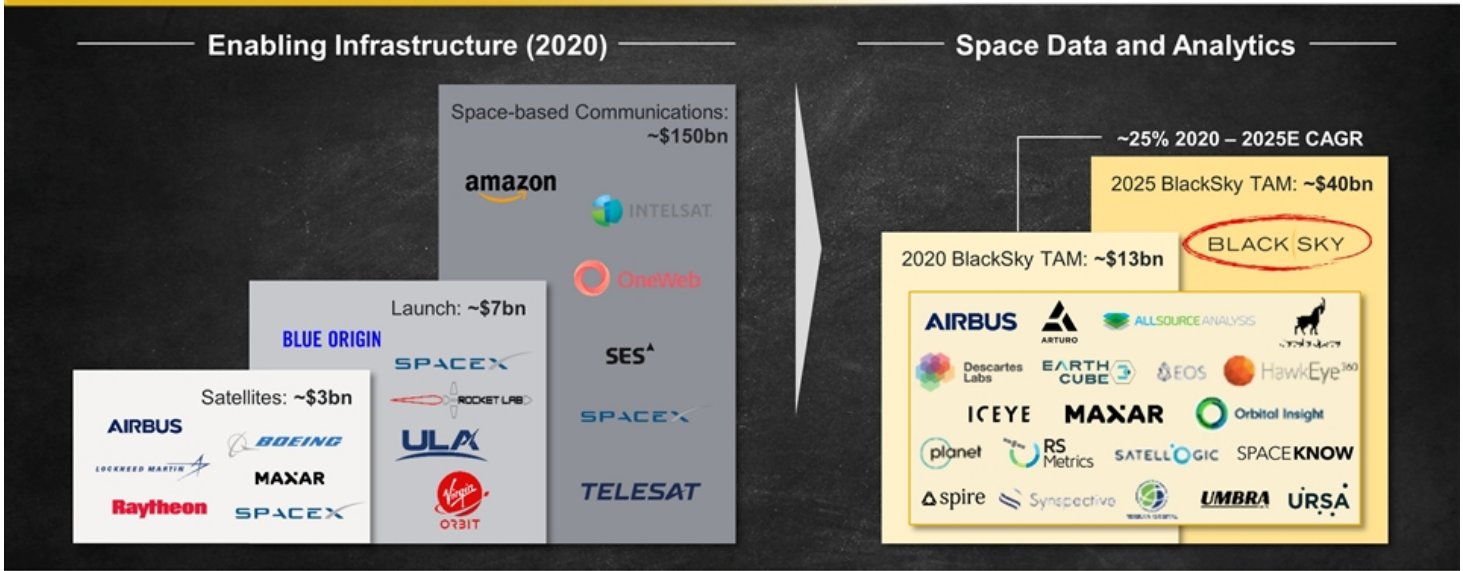 Enabling Infrastructure (2020)
Space-based Communications:
~$150bn
amazon
INTELSAT
OneWeb
SES
SPACEX
TELESAT
Launch: ~$7bn
BLUE ORIGIN
SPACEX
ROCKET LAB
ULA
Virgin
ORBIT
Satellites: ~$3bn
AIRBUS
BOEING
LOCKHEED MARTIN
MAXAR
Raytheon
SPACEX
Space Data and Analytics
~25% 2020 – 2025E CAGR
2025 BlackSky TAM: ~$40bn
BLACK SKY
2020 BlackSky TAM: ~$13bn
AIRBUS
ARTURO
ALLSOURCE ANALYSIS
Descartes
Labs
EARTH
CUBE
EOS
HawkEye 360
ICEYE
MAXAR
Orbital Insight
planet
RS
Metrics
SATELLOGIC
SPACEKNOW
spire
Synspective
UMBRA
URSA